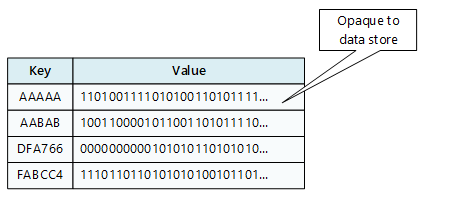 Opaque to
data store
Key Value
AAAAA 1101001111010100110101111...
AABAB 1001100001011001101011110...
DFA766 0000000000101010110101010...
FABCC4 1110110110101010100101101...